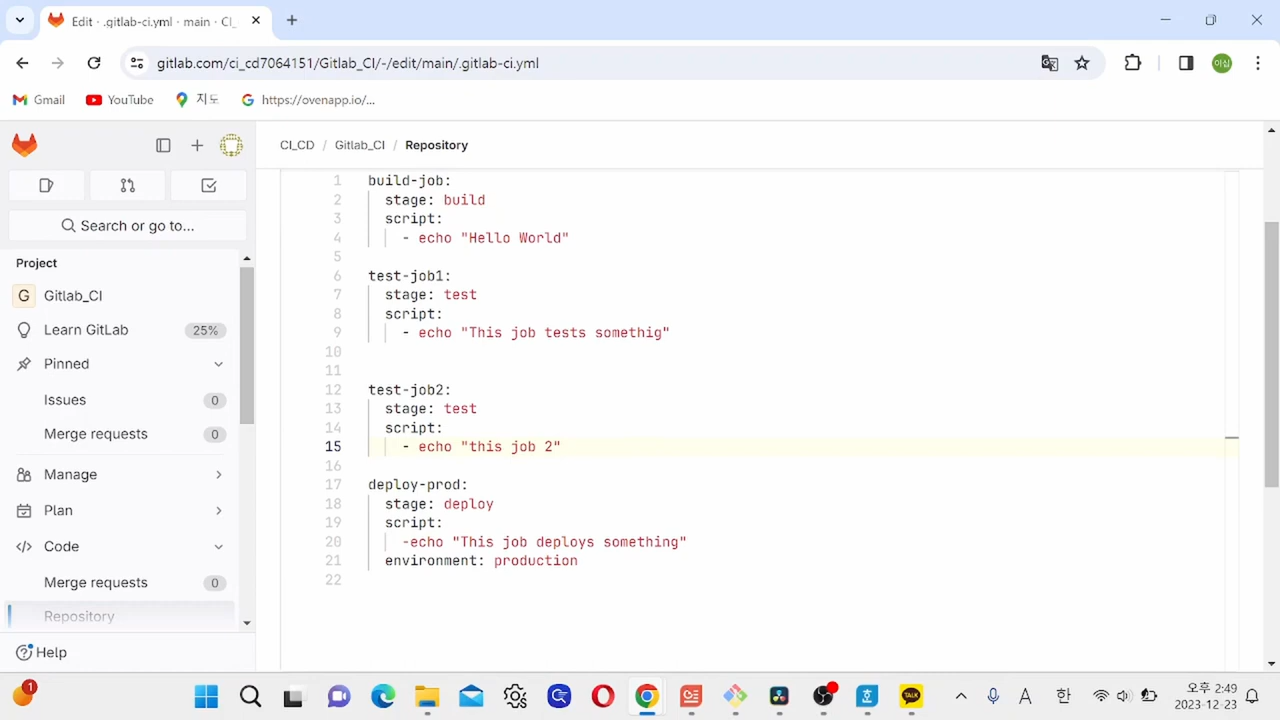 Edit · .gitlab-ci.yml · main · CI_
gitlab.com/ci_cd7064151/Gitlab_CI/-/edit/main/.gitlab-ci.yml
이심
Gmail
YouTube
지도
https://ovenapp.io/...
CI_CD / Gitlab_CI / Repository
Search or go to...
Project
G Gitlab_CI
Learn GitLab 25%
Pinned
Issues 0
Merge requests 0
Manage
Plan
Code
Merge requests 0
Repository
Help
1 build-job:
2 stage: build
3 script:
4 - echo "Hello World"
5
6 test-job1:
7 stage: test
8 script:
9 - echo "This job tests somethig"
10
11
12 test-job2:
13 stage: test
14 script:
15 - echo "this job 2"
16
17 deploy-prod:
18 stage: deploy
19 script:
20 -echo "This job deploys something"
21 environment: production
22
1
TALK
A
한
오후 2:49
2023-12-23